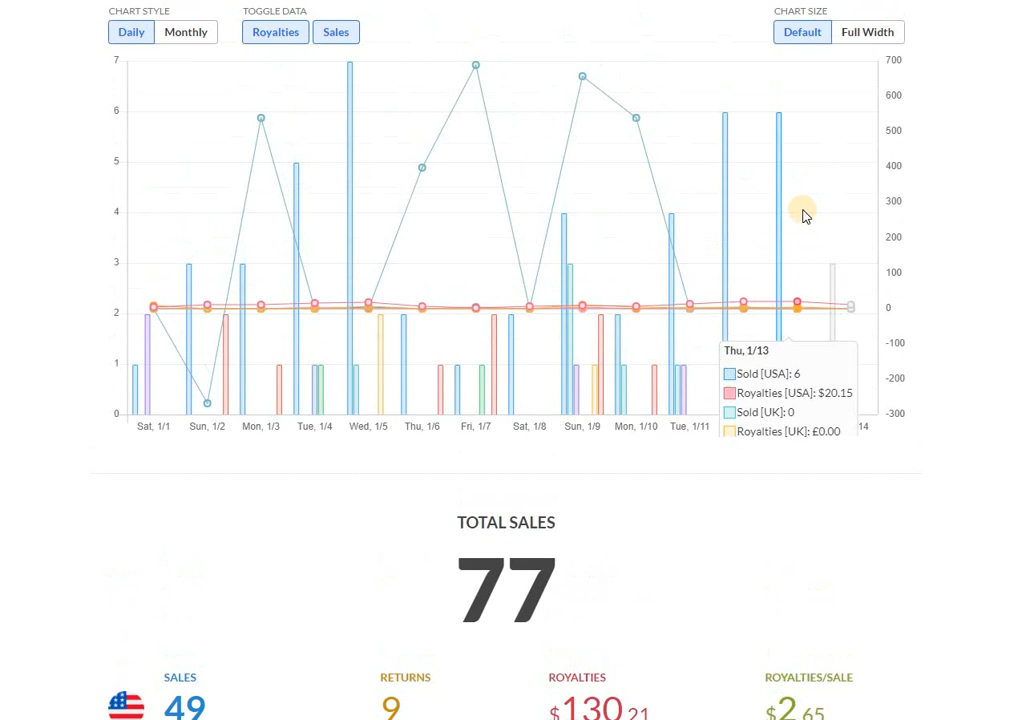 CHART STYLE TOGGLE DATA CHART SIZE
Daily Monthly Royalties Sales Default Full Width
7 700
600
6
500
5
400
4 300
200
3
100
2 0
-100
1
-200
0 -300
Sat, 1/1 Sun, 1/2 Mon, 1/3 Tue, 1/4 Wed, 1/5 Thu, 1/6 Fri, 1/7 Sat, 1/8 Sun, 1/9 Mon, 1/10 Tue, 1/11 14
Thu, 1/13
Sold [USA]: 6
Royalties [USA]: $20.15
Sold [UK]: 0
Royalties [UK]: £0.00
TOTAL SALES
77
SALES RETURNS ROYALTIES ROYALTIES/SALE
49 9 $130.21 $2.65